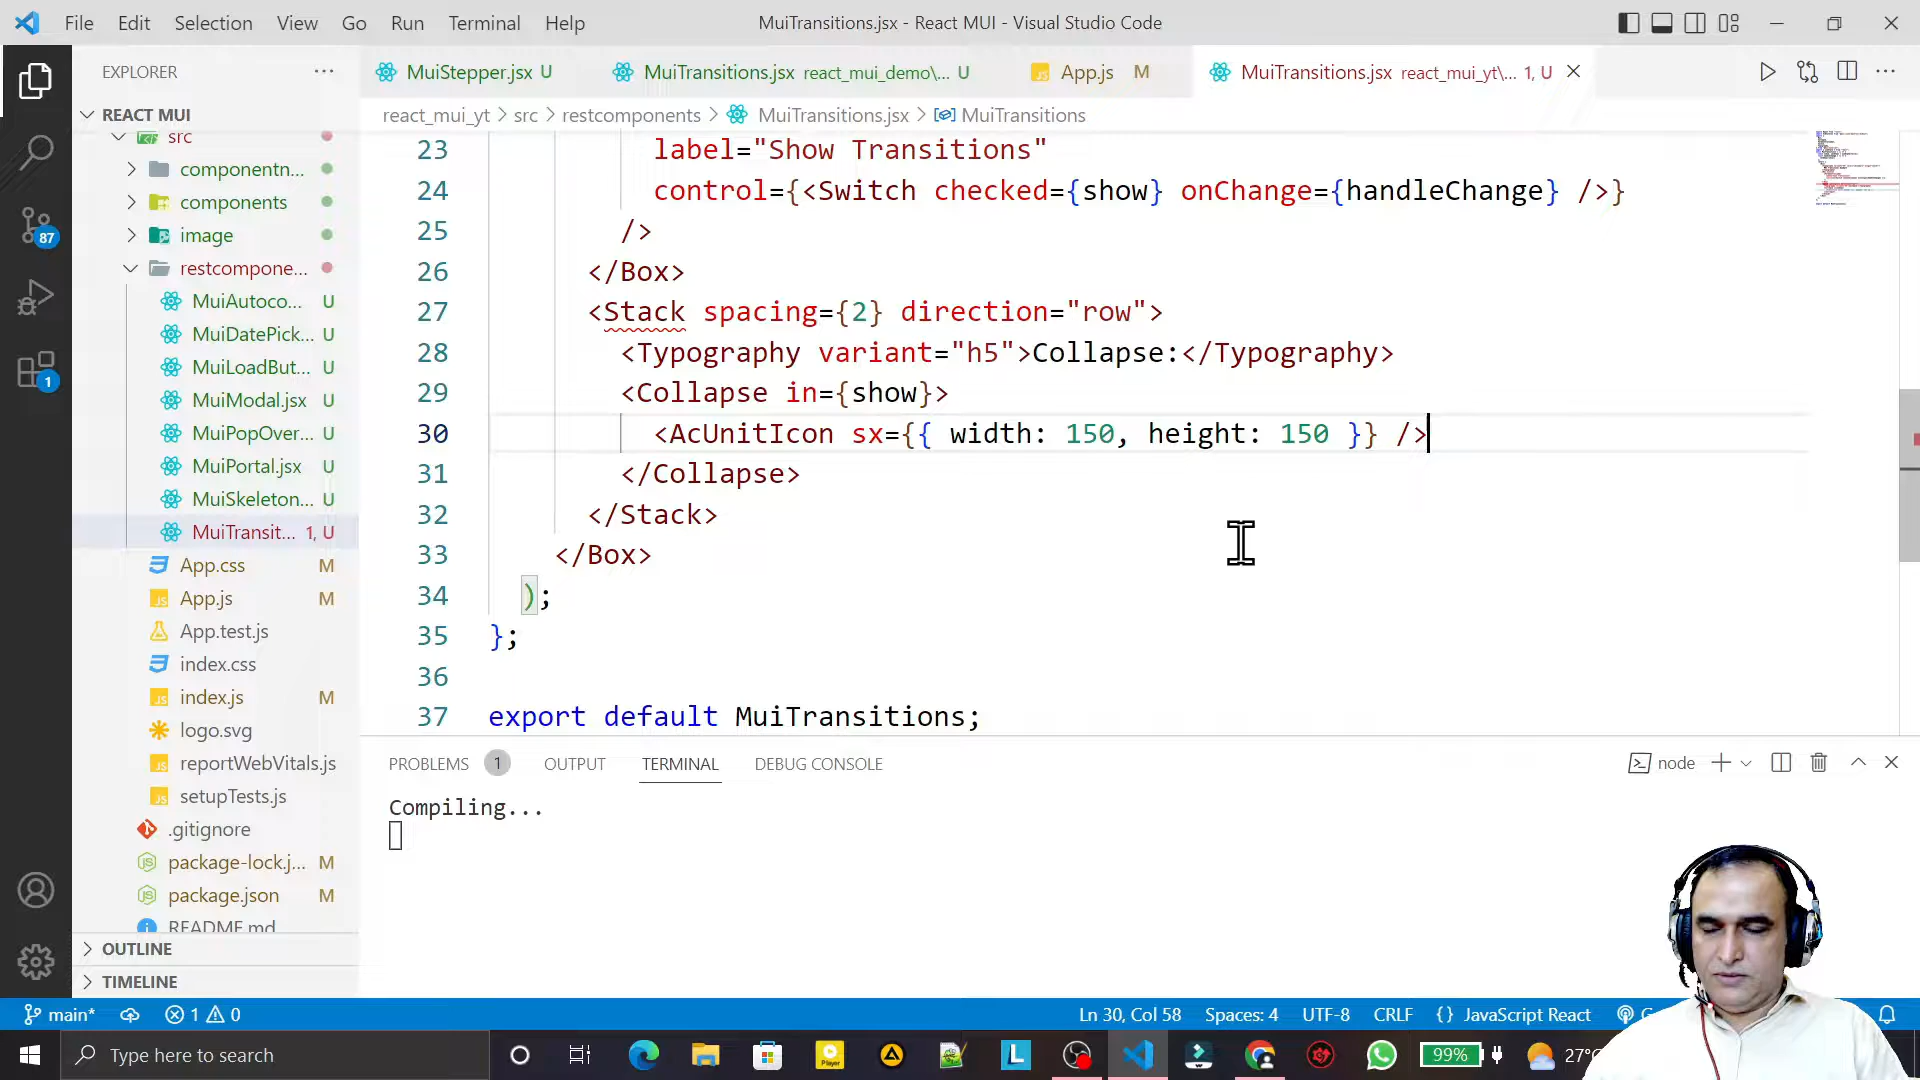 File Edit Selection View Go Run Terminal Help
MuiTransitions.jsx - React MUI - Visual Studio Code
EXPLORER
MuiStepper.jsx U
MuiTransitions.jsx react_mui_demo\... U
App.js M
MuiTransitions.jsx react_mui_yt\... 1, U
REACT MUI
react_mui_yt > src > restcomponents > MuiTransitions.jsx > MuiTransitions
src
componentn...
components
image
restcompone...
MuiAutoco... U
MuiDatePick... U
MuiLoadBut... U
MuiModal.jsx U
MuiPopOver... U
MuiPortal.jsx U
MuiSkeleton... U
MuiTransit... 1, U
App.css M
App.js M
App.test.js
index.css
index.js M
logo.svg
reportWebVitals.js
setupTests.js
.gitignore
package-lock.j... M
package.json M
README.md
OUTLINE
TIMELINE
87
1
23 label="Show Transitions"
24 control={<Switch checked={show} onChange={handleChange} />}
25 />
26 </Box>
27 <Stack spacing={2} direction="row">
28 <Typography variant="h5">Collapse:</Typography>
29 <Collapse in={show}>
30 <AcUnitIcon sx={{ width: 150, height: 150 }} />
31 </Collapse>
32 </Stack>
33 </Box>
34 );
35 };
36
37 export default MuiTransitions;
PROBLEMS 1 OUTPUT TERMINAL DEBUG CONSOLE
node
Compiling...
main* 1 0
Ln 30, Col 58 Spaces: 4 UTF-8 CRLF {} JavaScript React
Type here to search
99%
27°